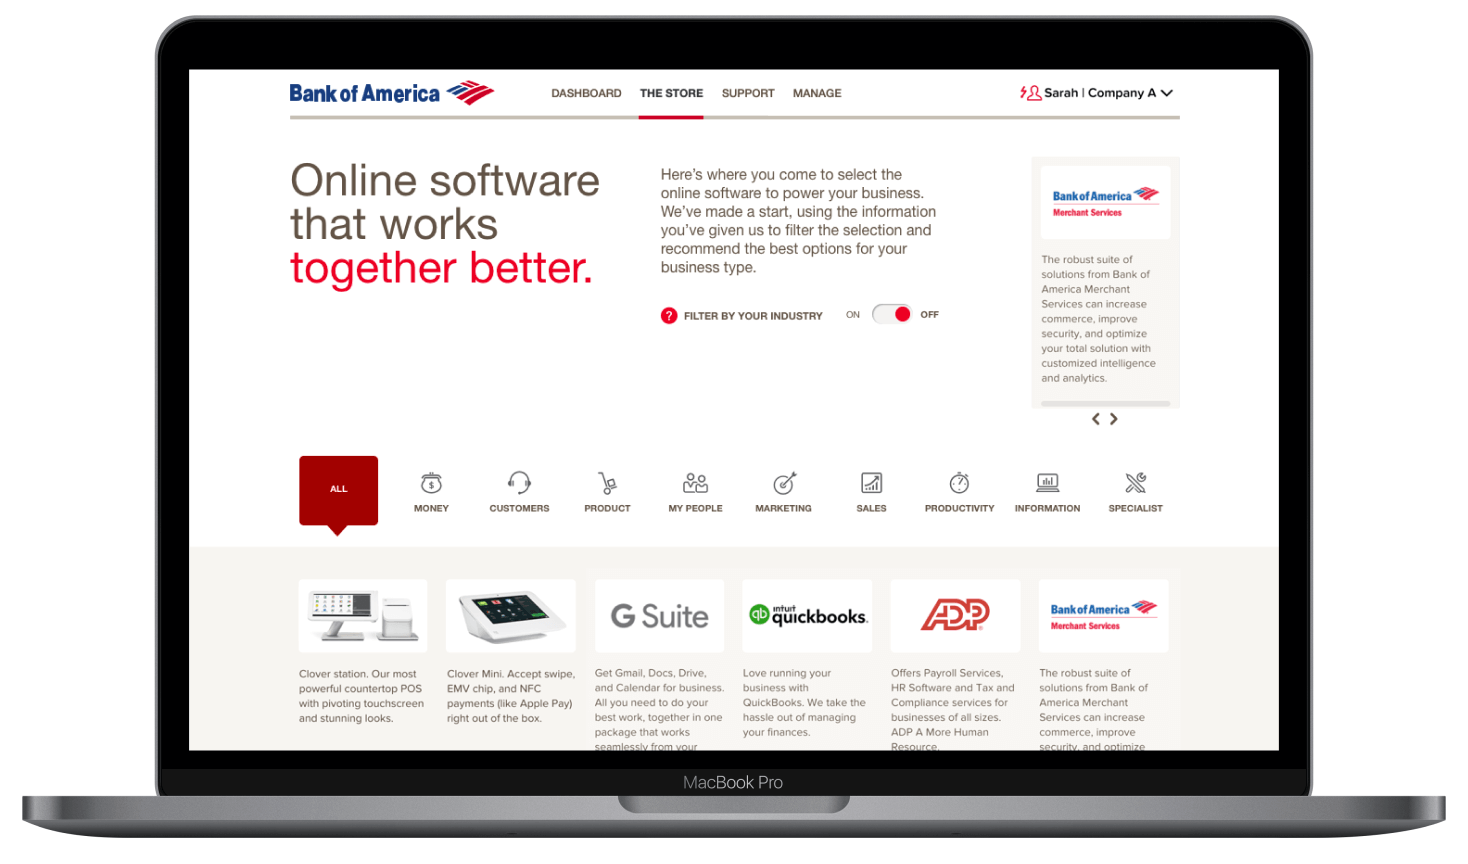 Bank of America
DASHBOARD THE STORE SUPPORT MANAGE
Sarah | Company A
Online software
that works
together better.
Here's where you come to select the
online software to power your business.
We've made a start, using the information
you've given us to filter the selection and
recommend the best options for your
business type.
? FILTER BY YOUR INDUSTRY ON OFF
Bank of America
Merchant Services
The robust suite of
solutions from Bank of
America Merchant
Services can increase
commerce, improve
security, and optimize
your total solution with
customized intelligence
and analytics.
ALL
MONEY
CUSTOMERS
PRODUCT
MY PEOPLE
MARKETING
SALES
PRODUCTIVITY
INFORMATION
SPECIALIST
Clover station. Our most
powerful countertop POS
with pivoting touchscreen
and stunning looks.
Clover Mini. Accept swipe,
EMV chip, and NFC
payments (like Apple Pay)
right out of the box.
G Suite
Get Gmail, Docs, Drive,
and Calendar for business.
All you need to do your
best work, together in one
package that works
seamlessly from your
qb intuit
quickbooks.
Love running your
business with
QuickBooks. We take the
hassle out of managing
your finances.
ADP
Offers Payroll Services,
HR Software and Tax and
Compliance services for
businesses of all sizes.
ADP A More Human
Resource.
Bank of America
Merchant Services
The robust suite of
solutions from Bank of
America Merchant
Services can increase
commerce, improve
security, and optimize
MacBook Pro